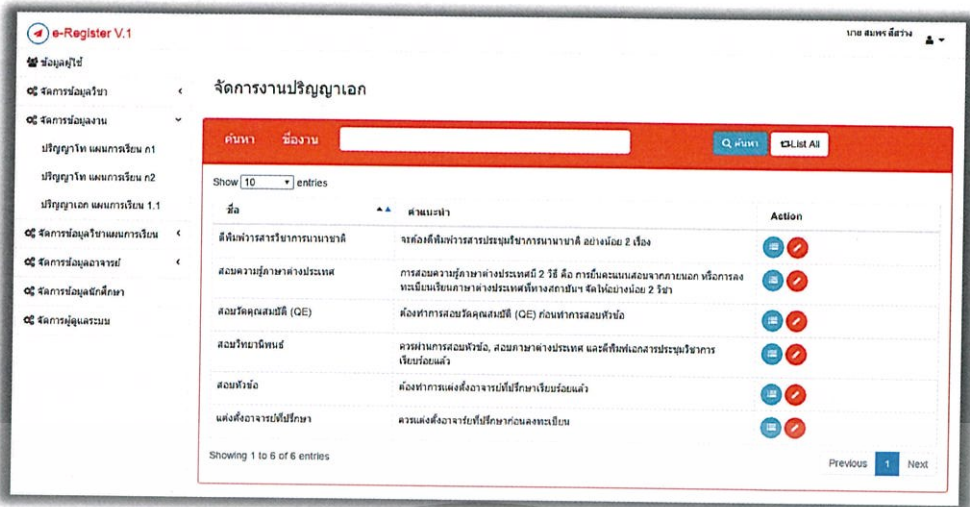 e-Register V.1
นาย สมพร สีสว่าง
ข้อมูลผู้ใช้
จัดการข้อมูลวิชา
จัดการข้อมูลงาน
ปริญญาโท แผนการเรียน ก1
ปริญญาโท แผนการเรียน ก2
ปริญญาเอก แผนการเรียน 1.1
จัดการข้อมูลวิชาแผนการเรียน
จัดการข้อมูลอาจารย์
จัดการข้อมูลนักศึกษา
จัดการผู้ดูแลระบบ
จัดการงานปริญญาเอก
ค้นหา ชื่องาน ค้นหา List All
Show 10 entries
ชื่อ คำแนะนำ Action
ตีพิมพ์วารสารวิชาการนานาชาติ จะต้องตีพิมพ์วารสารประชุมวิชาการนานาชาติ อย่างน้อย 2 เรื่อง
สอบความรู้ภาษาต่างประเทศ การสอบความรู้ภาษาต่างประเทศมี 2 วิธี คือ การยื่นคะแนนสอบจากภายนอก หรือการลง
ทะเบียนเรียนภาษาต่างประเทศที่ทางสถาบันฯ จัดให้อย่างน้อย 2 วิชา
สอบวัดคุณสมบัติ (QE) ต้องทำการสอบวัดคุณสมบัติ (QE) ก่อนทำการสอบหัวข้อ
สอบวิทยานิพนธ์ ควรผ่านการสอบหัวข้อ, สอบภาษาต่างประเทศ และตีพิมพ์เอกสารประชุมวิชาการ
เรียบร้อยแล้ว
สอบหัวข้อ ต้องทำการแต่งตั้งอาจารย์ที่ปรึกษาเรียบร้อยแล้ว
แต่งตั้งอาจารย์ที่ปรึกษา ควรแต่งตั้งอาจาร์ยที่ปรึกษาก่อนลงทะเบียน
Showing 1 to 6 of 6 entries
Previous 1 Next